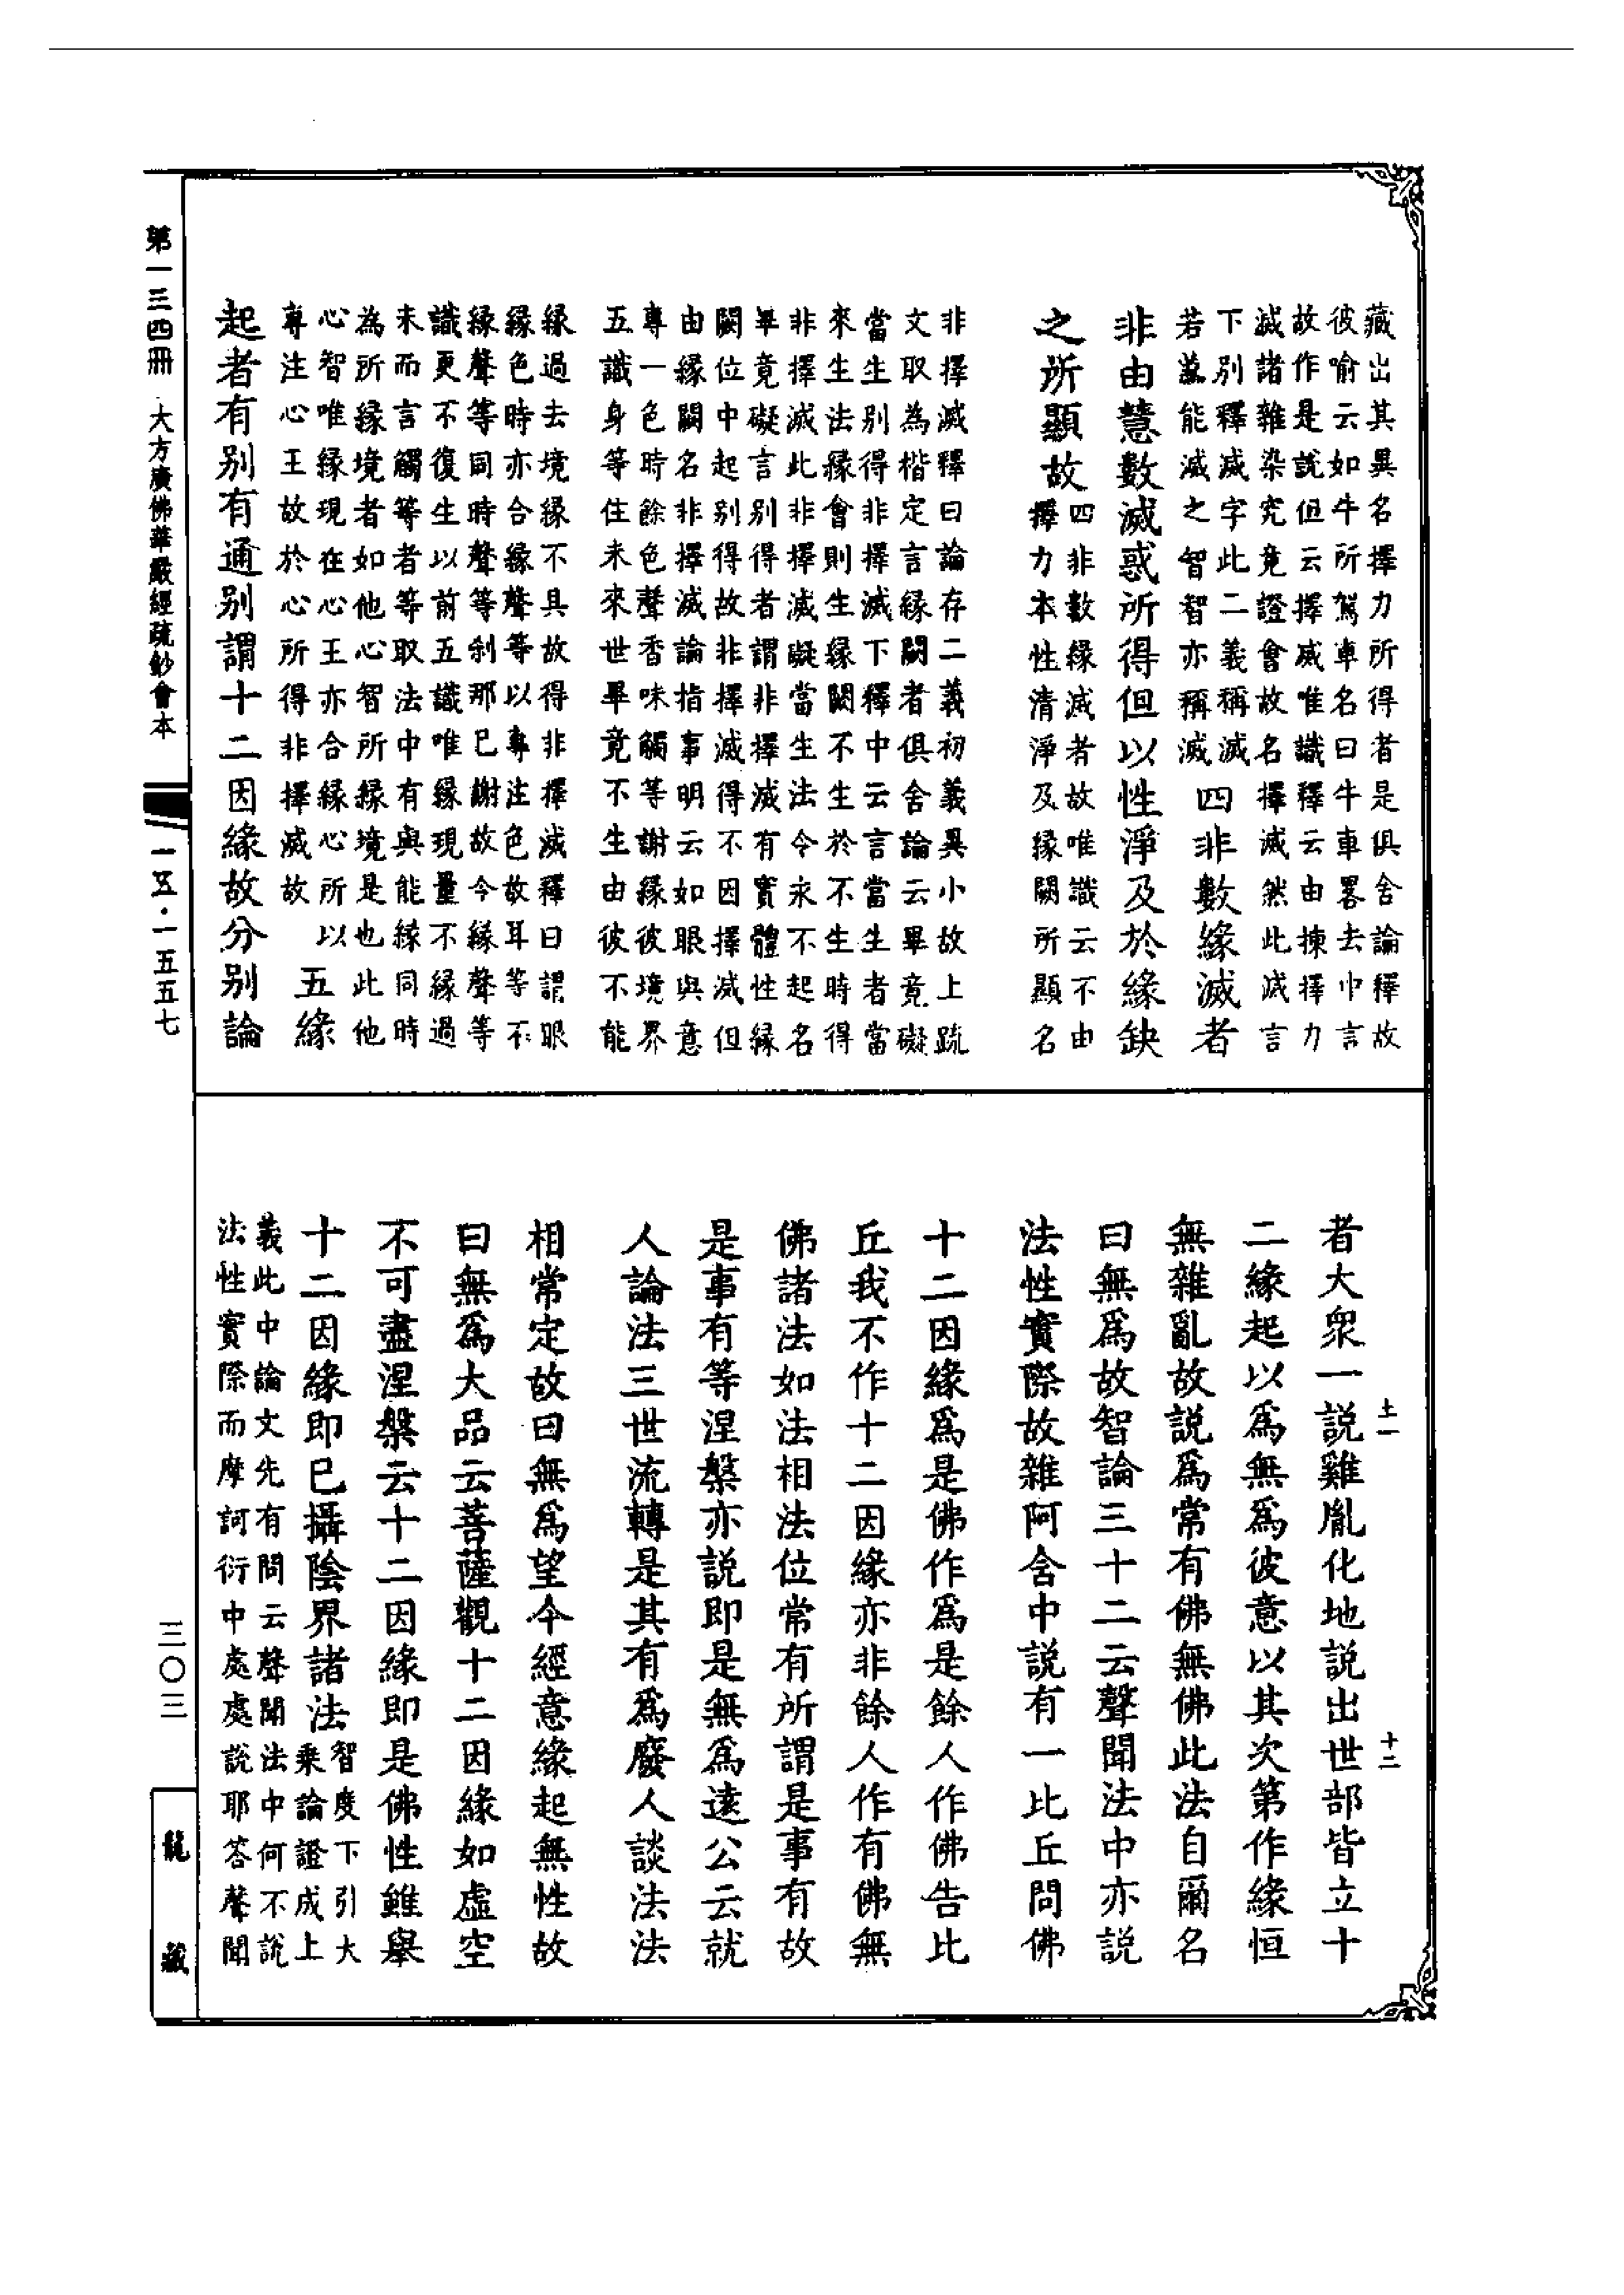 藏出其異名擇力所得者是俱舍論釋故
彼喻云如牛所駕車名曰牛車畧去中言
故作是說但云擇滅唯識釋云由揀擇力
滅諸雜染究竟證會故名擇滅然此滅言
下別釋滅字此二義稱滅
若能滅之智智亦稱滅
四非數緣滅者
非由慧數滅惑所得但以性淨及於緣缺
之所顯故
四非數緣滅者故唯識云不由
擇力本性清淨及緣闕所顯名
非擇滅釋曰論存二義初義異小故上疏
文取為楷定言緣闕者俱舍論云畢竟礙
當生別得非擇滅下釋中云言當生者當
來生法緣會則生緣闕不生於不生時得
非擇滅此非擇滅礙當生法令永不起名
畢竟礙言別得者謂非擇滅有實體性緣
闕位中起別得故非擇滅得不因擇滅但
由緣闕名非擇滅論指事明云如眼與意
專一色時餘色聲香味觸等謝緣彼境界
五識身等住未來世畢竟不生由彼不能
緣過去境緣不具故得非擇滅釋曰謂眼
緣色時亦合緣聲等以專注色故耳等不
緣聲等同時聲等剎那已謝故今緣聲等
識更不復生以前五識唯緣現量不緣過
未而言觸等者等取法中有與能緣同時
為所緣境者如他心智所緣境是也此他
心智唯緣現在心王亦合緣心所以
專注心王故於心所得非擇滅故
五緣
起者有別有通別謂十二因緣故分別論
者大衆一說雞胤化地說出世部皆立十
二緣起以爲無爲彼意以其次第作緣恒
無雜亂故說爲常有佛無佛此法自爾名
曰無爲故智論三十二云聲聞法中亦說
法性實際故雜阿含中說有一比丘問佛
十二因緣爲是佛作爲是餘人作佛告比
丘我不作十二因緣亦非餘人作有佛無
佛諸法如法相法位常有所謂是事有故
是事有等涅槃亦說即是無爲遠公云就
人論法三世流轉是其有爲廢人談法法
相常定故曰無爲望今經意緣起無性故
曰無爲大品云菩薩觀十二因緣如虛空
不可盡涅槃云十二因緣即是佛性雖舉
十二因緣即已攝陰界諸法
智度下引大
乘論證成上
義此中論文先有問云聲聞法中何不說
法性實際而摩訶衍中處處說耶答聲聞
十一
十二
第一三四冊 大方廣佛華嚴經疏鈔會本
一五·一五五七
三〇三
龍藏